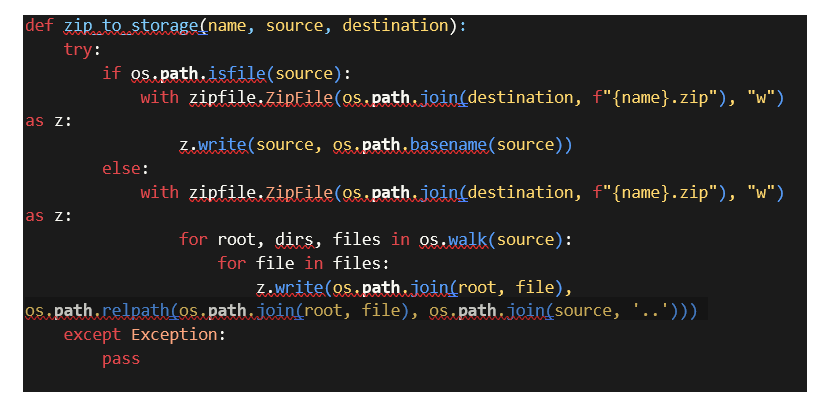 def zip_to_storage(name, source, destination):
    try:
        if os.path.isfile(source):
            with zipfile.ZipFile(os.path.join(destination, f"{name}.zip"), "w")
as z:
                z.write(source, os.path.basename(source))
        else:
            with zipfile.ZipFile(os.path.join(destination, f"{name}.zip"), "w")
as z:
                for root, dirs, files in os.walk(source):
                    for file in files:
                        z.write(os.path.join(root, file),
os.path.relpath(os.path.join(root, file), os.path.join(source, '..')))
    except Exception:
        pass